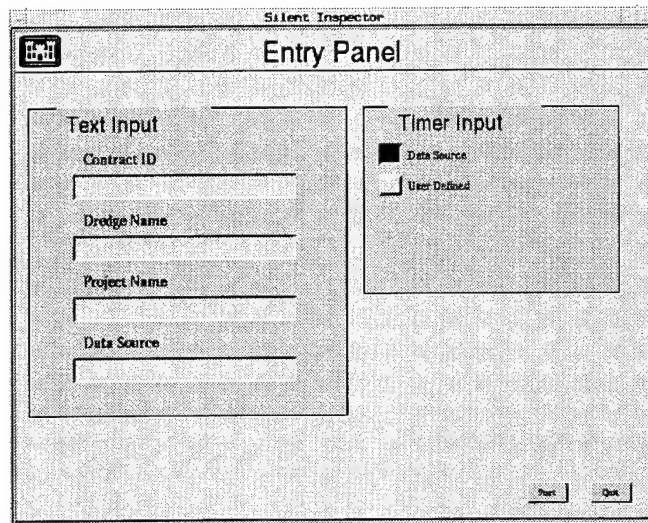 Silent Inspector
Entry Panel
Text Input
Contract ID
Dredge Name
Project Name
Data Source
Timer Input
Data Source
User Defined
Start
Quit